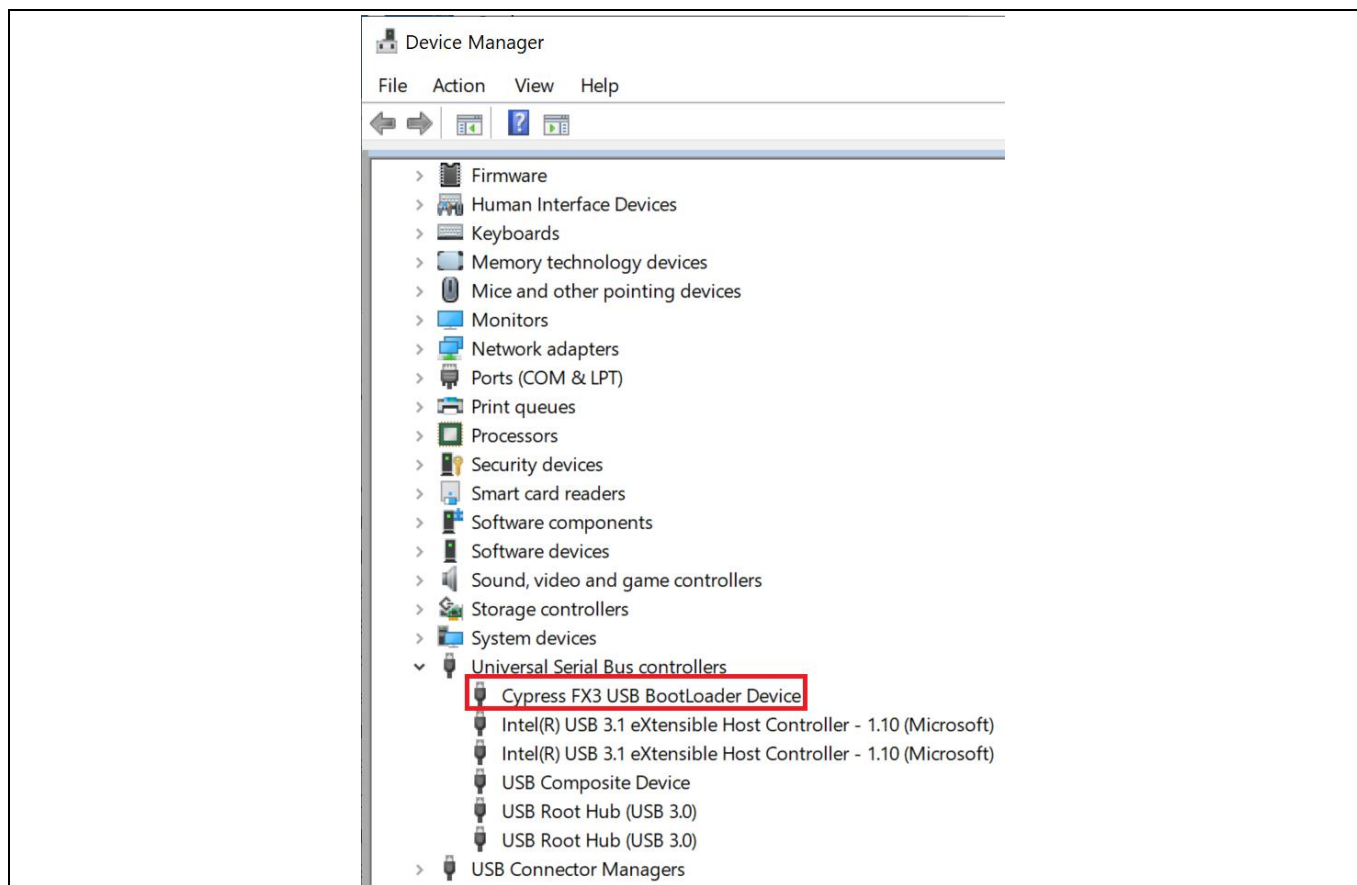 Device Manager
File Action View Help
Firmware
Human Interface Devices
Keyboards
Memory technology devices
Mice and other pointing devices
Monitors
Network adapters
Ports (COM & LPT)
Print queues
Processors
Security devices
Smart card readers
Software components
Software devices
Sound, video and game controllers
Storage controllers
System devices
Universal Serial Bus controllers
Cypress FX3 USB BootLoader Device
Intel(R) USB 3.1 eXtensible Host Controller - 1.10 (Microsoft)
Intel(R) USB 3.1 eXtensible Host Controller - 1.10 (Microsoft)
USB Composite Device
USB Root Hub (USB 3.0)
USB Root Hub (USB 3.0)
USB Connector Managers